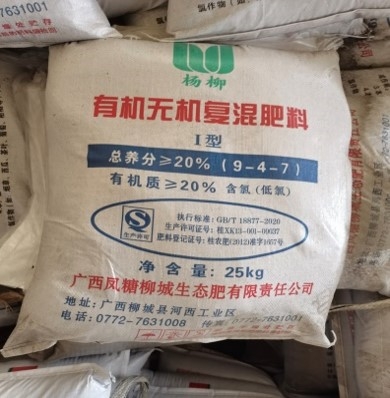 7631001
杨柳
有机无机复混肥料
I型
总养分≥20%（9-4-7）
有机质≥20% 含氯(低氯)
生产许可
执行标准: GB/T 18877-2020
生产许可证号: 桂XK13-001-00037
肥料登记证号: 桂农肥(2012)准字1057号
净含量: 25kg
广西凤糖柳城生态肥有限责任公司
地址: 广西柳城县河西工业区
电话: 0772-7631008 传真: 0772-7631001